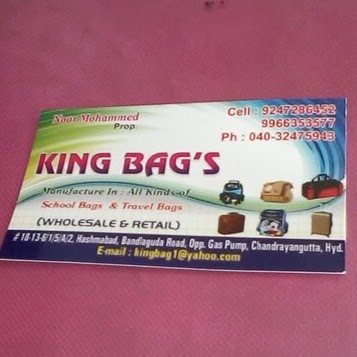 Noor Mohammed
Prop.
Cell : 9247286452
9966353577
Ph : 040-32475943
KING BAG'S
Manufacture In : All Kinds of
School Bags & Travel Bags
(WHOLESALE & RETAIL)
# 18-13-6/1/5/A/2, Hashmabad, Bandlaguda Road, Opp. Gas Pump, Chandrayangutta, Hyd.
E-mail : kingbag1@yahoo.com